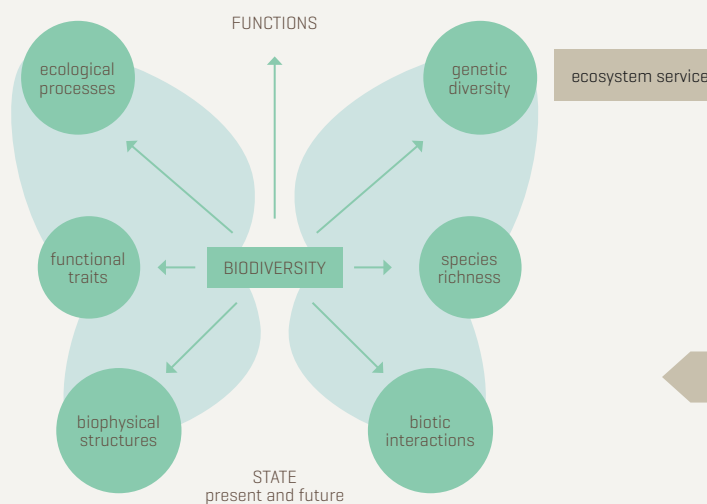 FUNCTIONS
ecological
processes
genetic
diversity
ecosystem service
functional
traits
BIODIVERSITY
species
richness
biophysical
structures
biotic
interactions
STATE
present and future